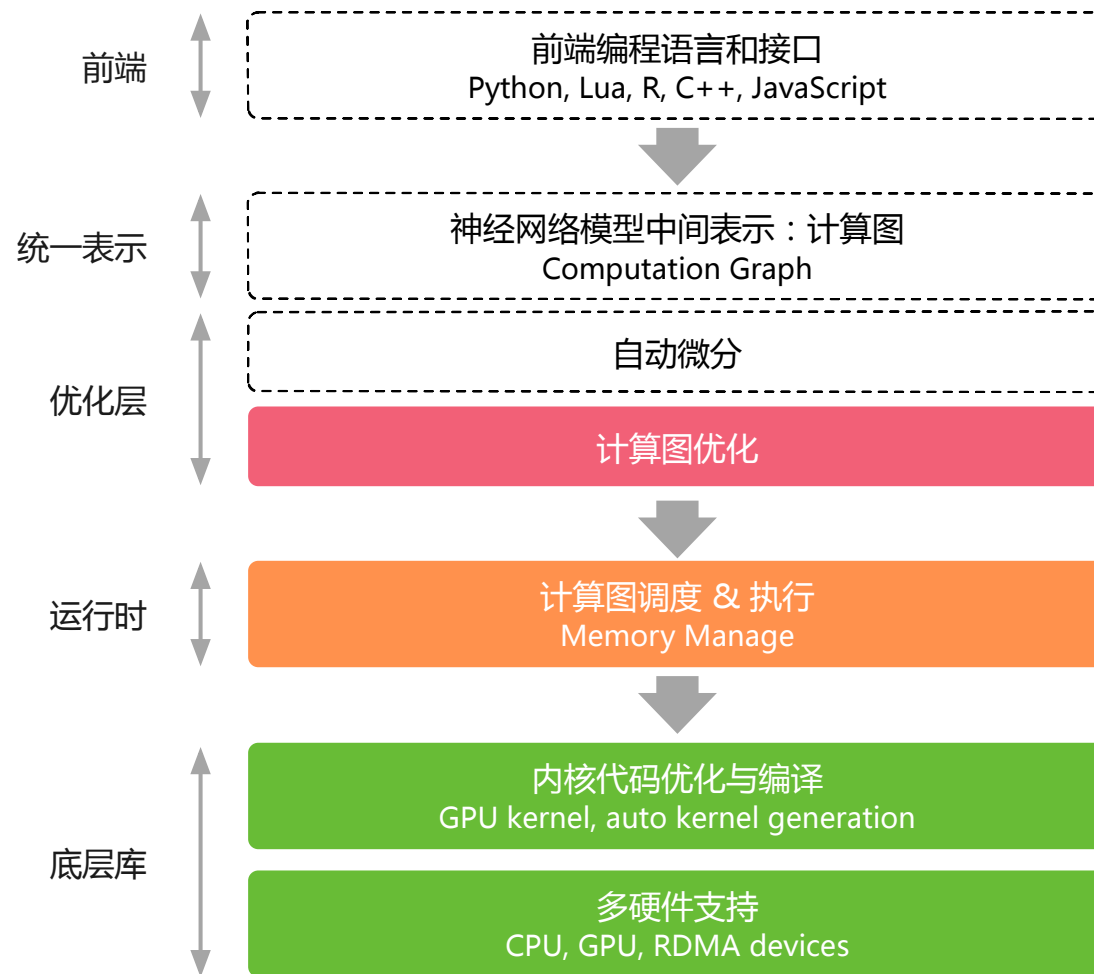 前端
前端编程语言和接口
Python, Lua, R, C++, JavaScript
统一表示
神经网络模型中间表示：计算图
Computation Graph
优化层
自动微分
计算图优化
运行时
计算图调度 & 执行
Memory Manage
底层库
内核代码优化与编译
GPU kernel, auto kernel generation
多硬件支持
CPU, GPU, RDMA devices